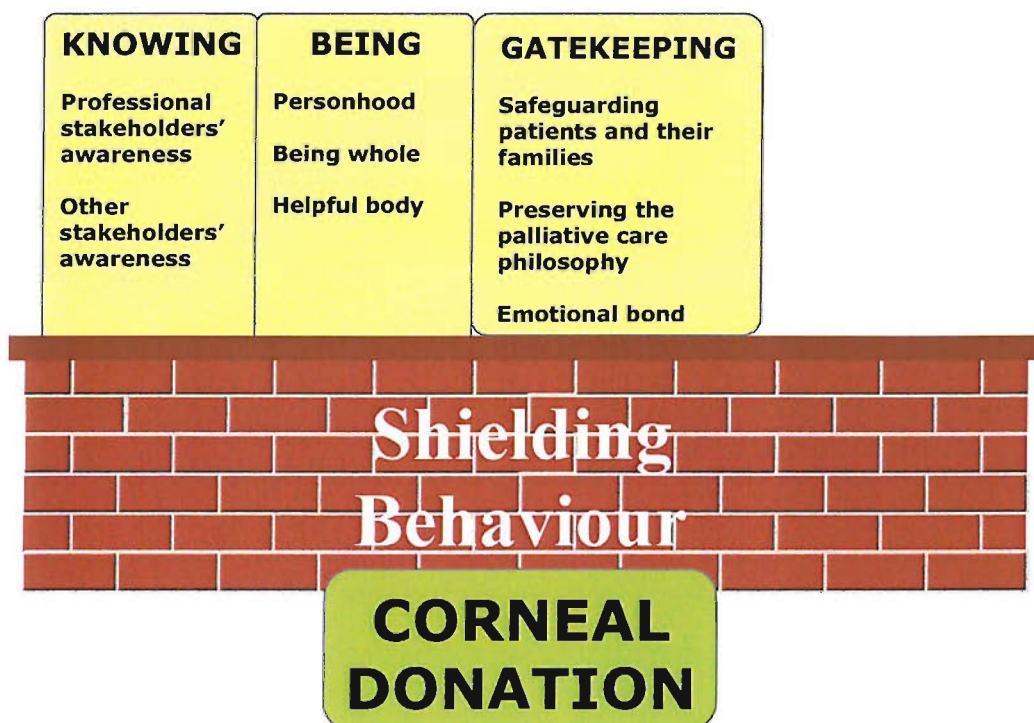 KNOWING
Professional
stakeholders'
awareness
Other
stakeholders'
awareness
BEING
Personhood
Being whole
Helpful body
GATEKEEPING
Safeguarding
patients and their
families
Preserving the
palliative care
philosophy
Emotional bond
Shielding
Behaviour
CORNEAL
DONATION